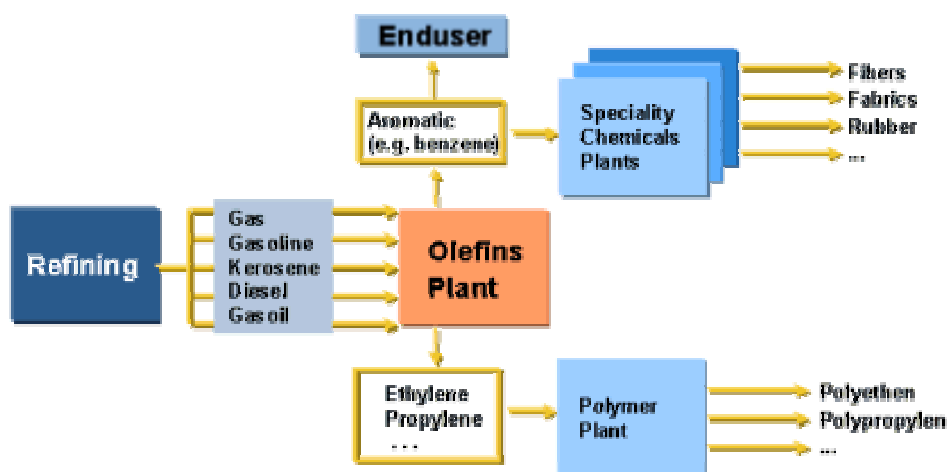 Enduser
Aromatic
(e.g. benzene)
Speciality
Chemicals
Plants
Fibers
Fabrics
Rubber
...
Refining
Gas
Gasoline
Kerosene
Diesel
Gasoil
Olefins
Plant
Ethylene
Propylene
...
Polymer
Plant
Polyethen
Polypropylen
...